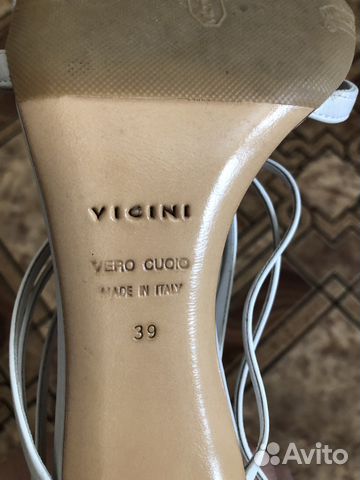 VICINI
VERO CUOIO
MADE IN ITALY
39
Avito